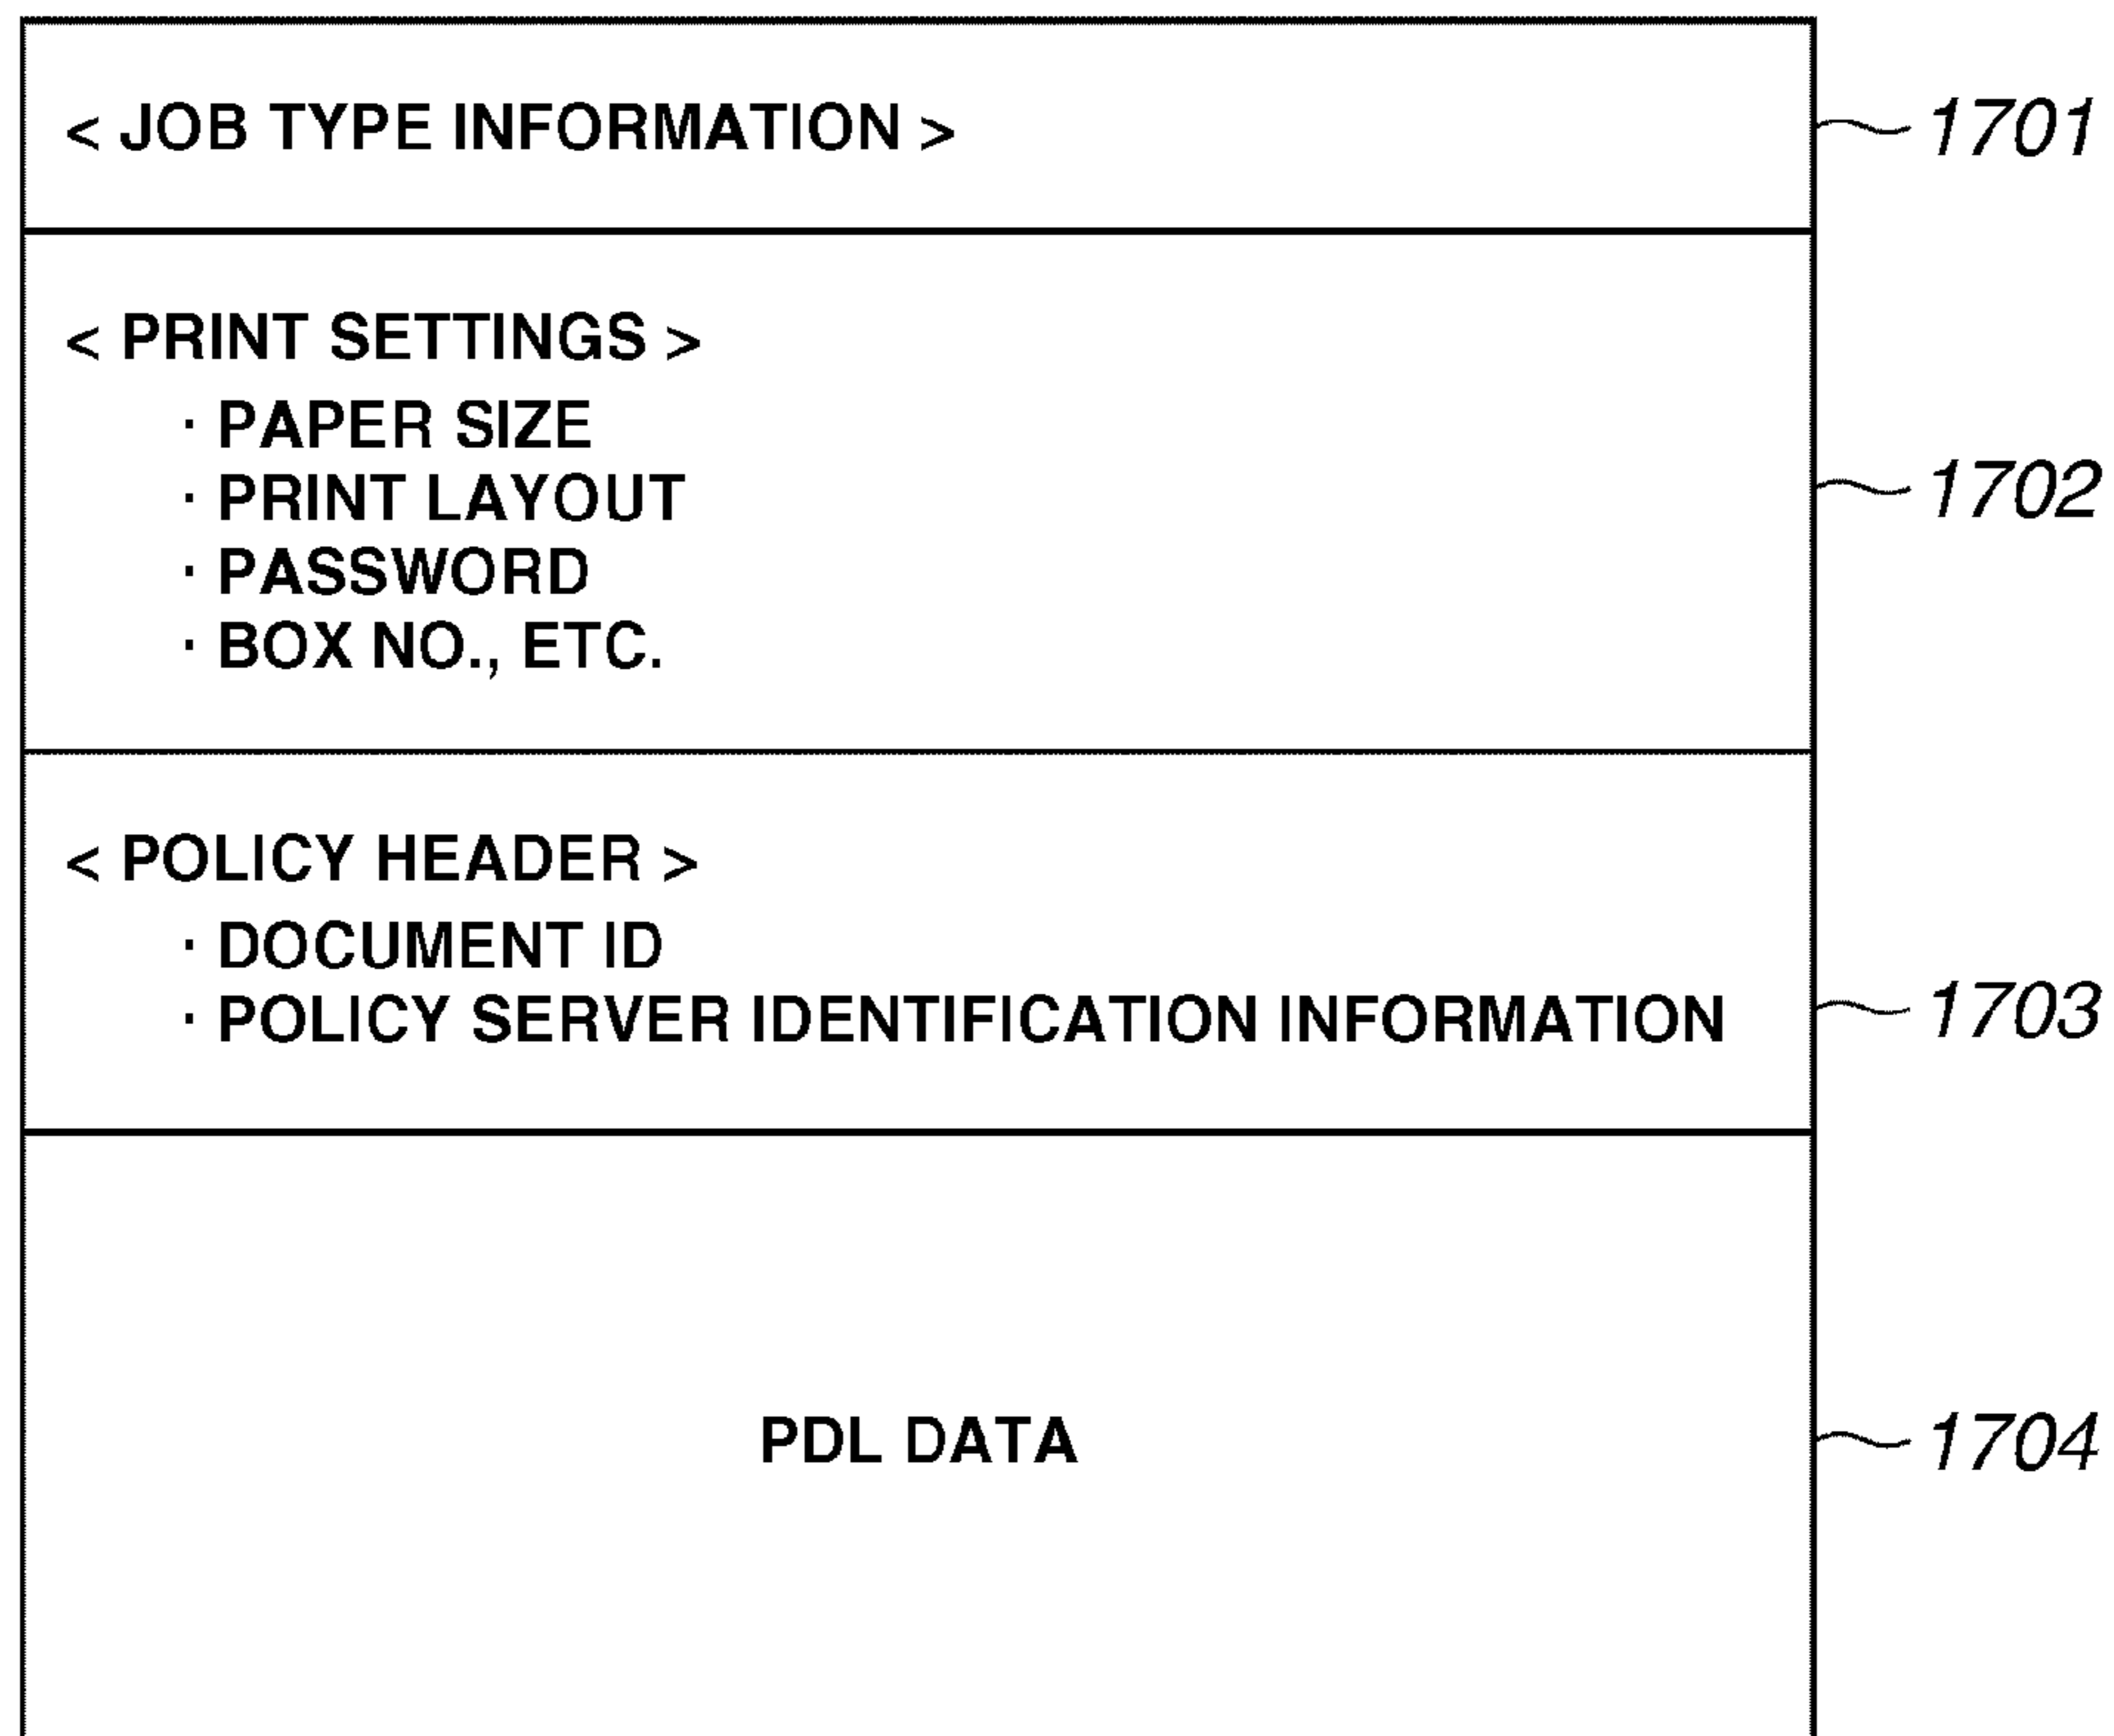 < JOB TYPE INFORMATION >
1701
< PRINT SETTINGS >
· PAPER SIZE
· PRINT LAYOUT
1702
· PASSWORD
· BOX NO., ETC.
< POLICY HEADER >
· DOCUMENT ID
· POLICY SERVER IDENTIFICATION INFORMATION
1703
PDL DATA
1704